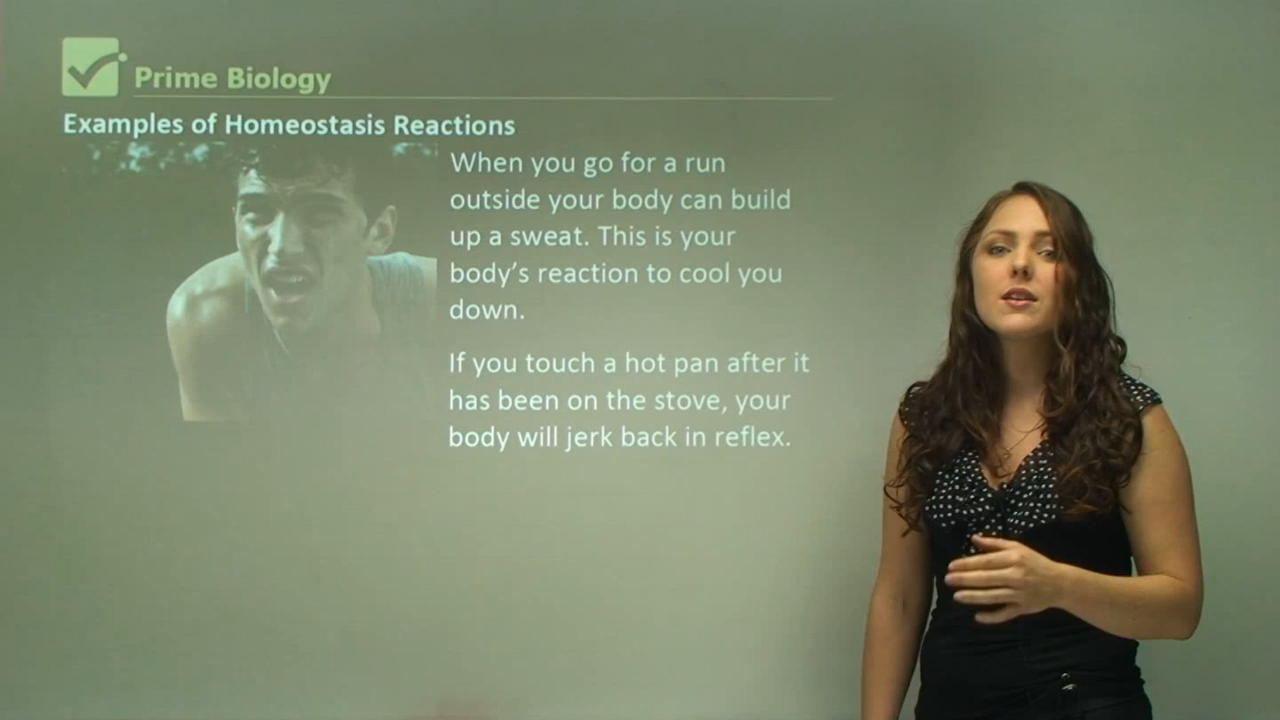 Prime Biology
Examples of Homeostasis Reactions
When you go for a run
outside your body can build
up a sweat. This is your
body's reaction to cool you
down.
If you touch a hot pan after it
has been on the stove, your
body will jerk back in reflex.